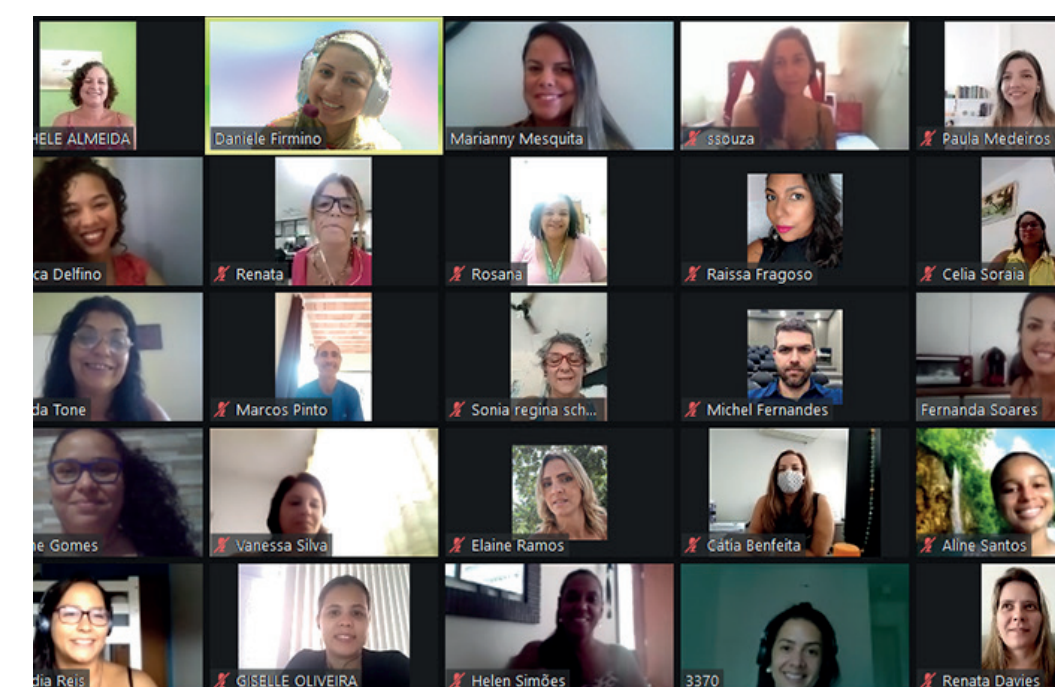 HELE ALMEIDA
Daniele Firmino
Marianny Mesquita
ssouza
Paula Medeiros
ca Delfino
Renata
Rosana
Raissa Fragoso
Celia Soraia
da Tone
Marcos Pinto
Sonia regina sch...
Michel Fernandes
Fernanda Soares
ne Gomes
Vanessa Silva
Elaine Ramos
Catia Benfeita
Aline Santos
dia Reis
GISELLE OLIVEIRA
Helen Simões
3370
Renata Davies